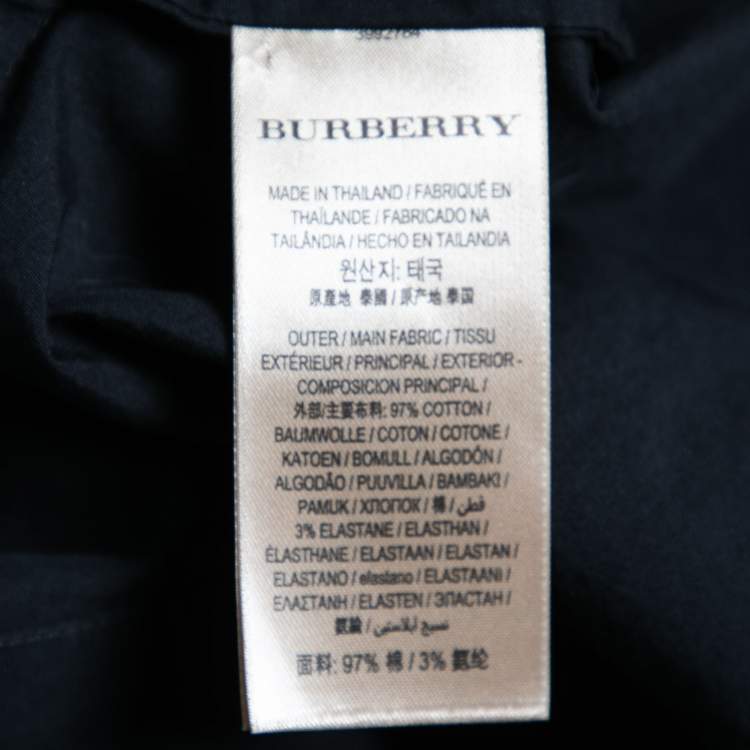 3992764
BURBERRY
MADE IN THAILAND / FABRIQUÉ EN
THAÏLANDE / FABRICADO NA
TAILÂNDIA / HECHO EN TAILANDIA
원산지: 태국
原產地 泰國 / 原产地 泰国
OUTER / MAIN FABRIC / TISSU
EXTÉRIEUR / PRINCIPAL / EXTERIOR -
COMPOSICION PRINCIPAL /
外部/主要布料: 97% COTTON /
BAUMWOLLE / COTON / COTONE /
KATOEN / BOMULL / ALGODÓN /
ALGODÃO / PUUVILLA / BAMBAKI /
PAMUK / ХЛОПОК / 棉 / قطن /
3% ELASTANE / ELASTHAN /
ÉLASTHANE / ELASTAAN / ELASTAN /
ELASTANO / elastano / ELASTAANI /
ΕΛΑΣΤΑΝΗ / ELASTEN / ЭЛАСТАН /
氨綸 / نسيج أيلاستين /
面料: 97% 棉 / 3% 氨纶